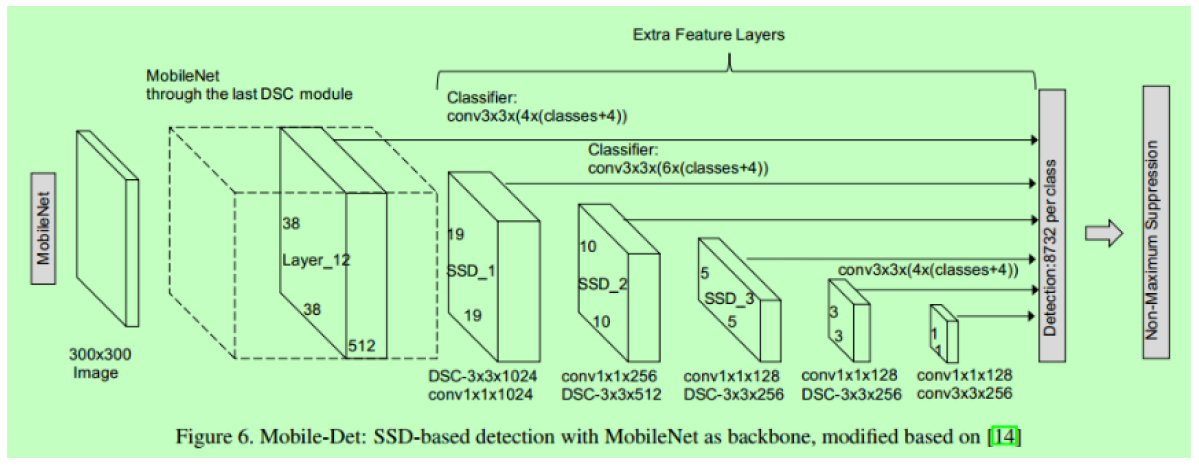 Extra Feature Layers
MobileNet
through the last DSC module
Classifier:
conv3x3x(4x(classes+4))
Classifier:
conv3x3x(6x(classes+4))
MobileNet
38
Layer_12
38
512
19
SSD_1
19
10
SSD_2
10
5
SSD_3
5
conv3x3x(4x(classes+4))
3
3
1
1
Detection:8732 per class
Non-Maximum Suppression
300x300
Image
DSC-3x3x1024
conv1x1x1024
conv1x1x256
DSC-3x3x512
conv1x1x128
DSC-3x3x256
conv1x1x128
DSC-3x3x256
conv1x1x128
conv3x3x256
Figure 6. Mobile-Det: SSD-based detection with MobileNet as backbone, modified based on [14]